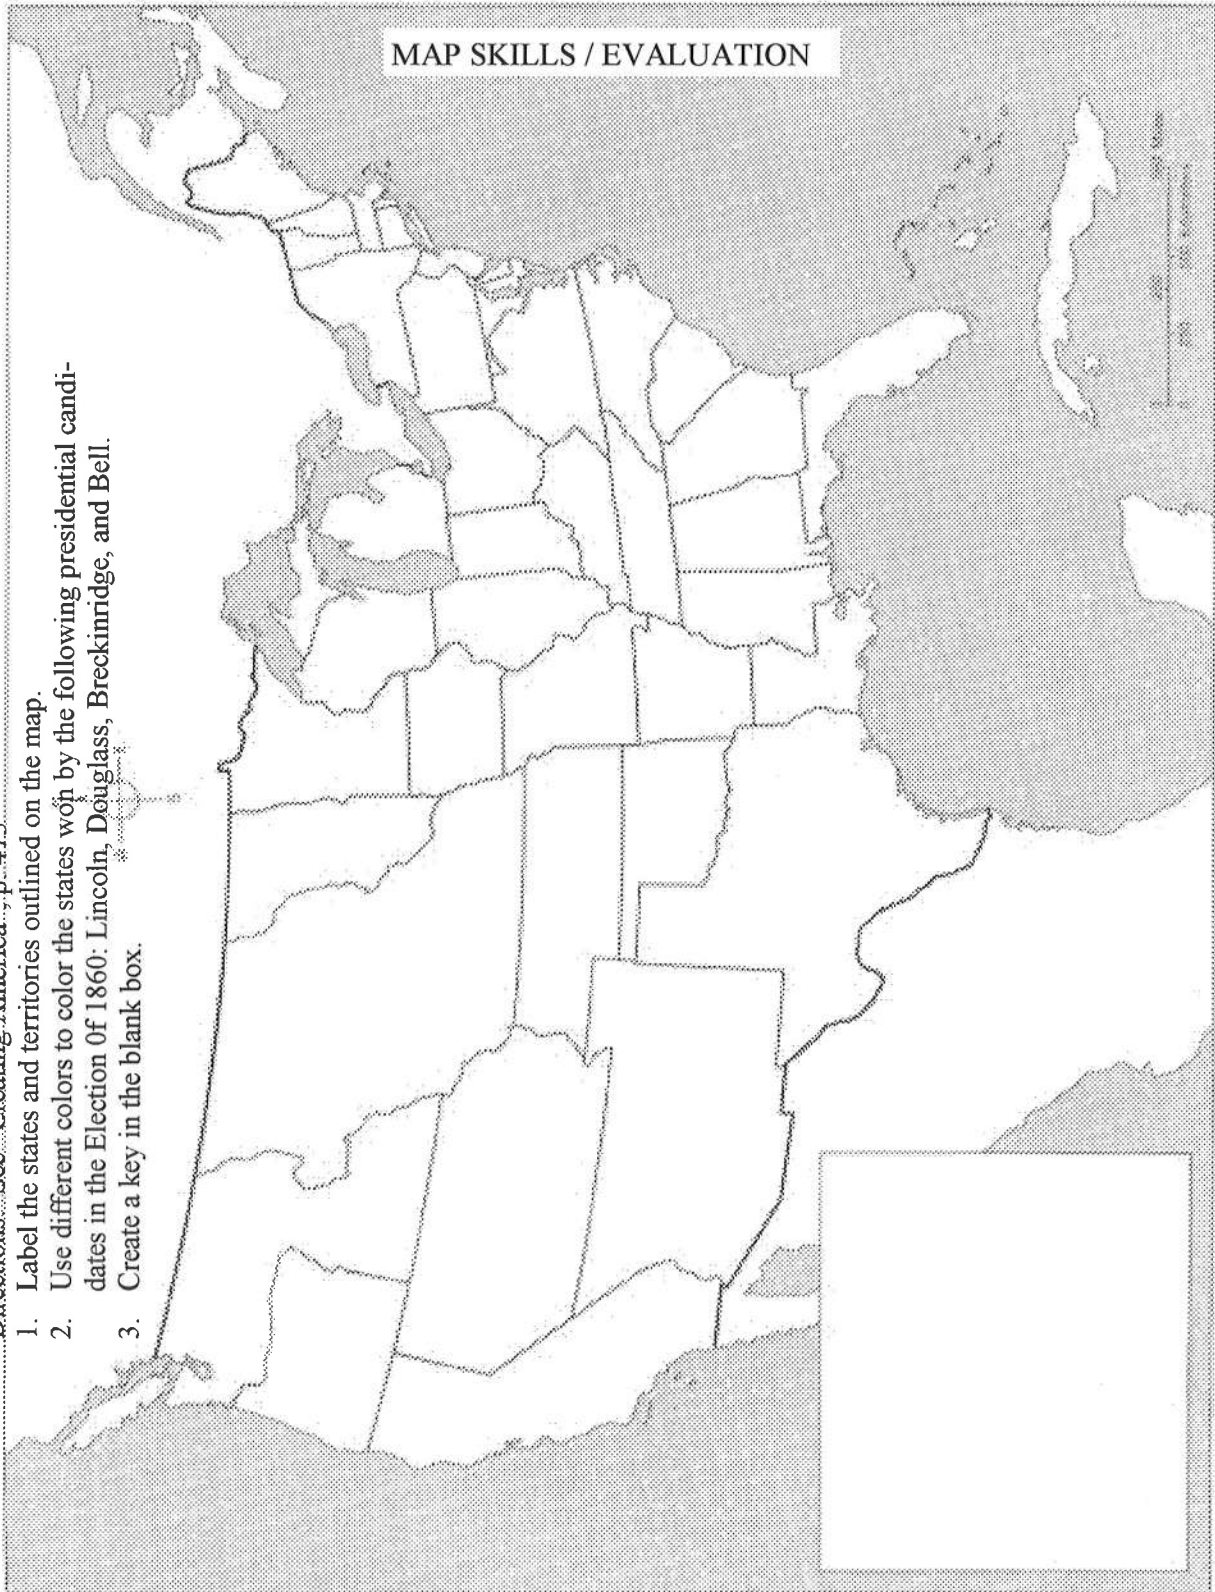 MAP SKILLS / EVALUATION
1. Label the states and territories outlined on the map.
2. Use different colors to color the states won by the following presidential candi-
dates in the Election 0f 1860: Lincoln, Douglass, Breckinridge, and Bell.
3. Create a key in the blank box.